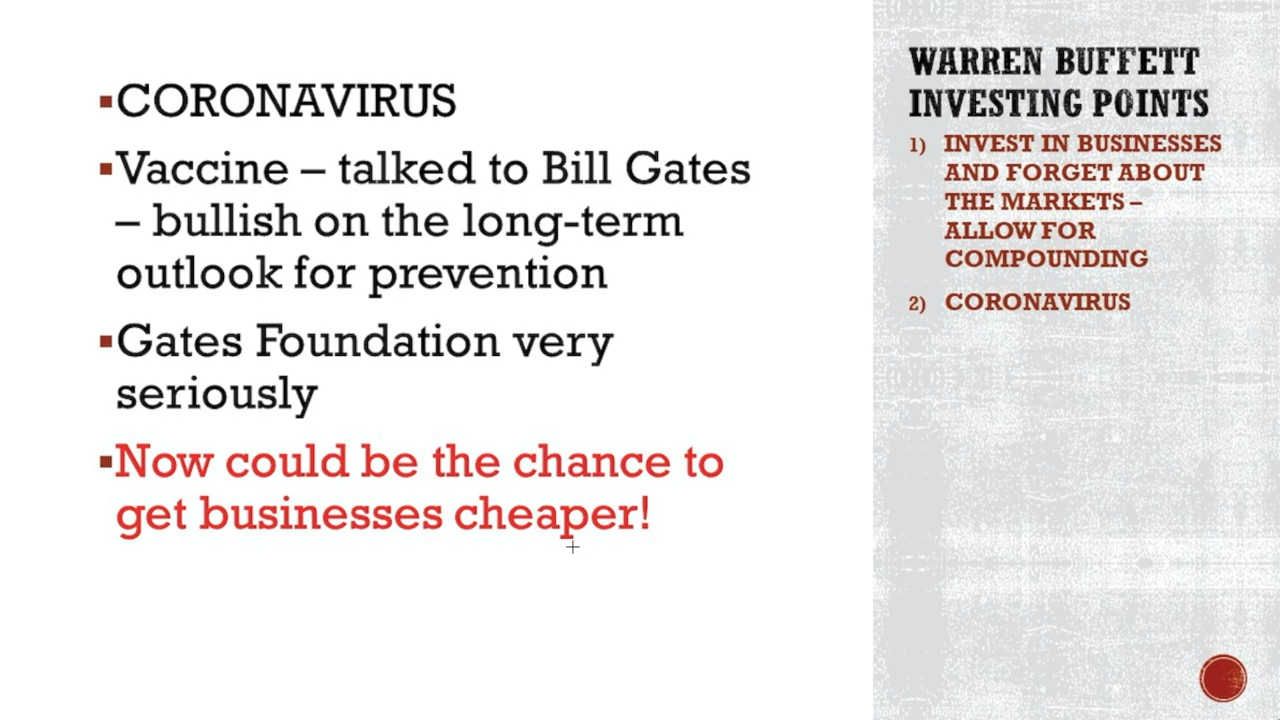 ▪CORONAVIRUS
▪Vaccine – talked to Bill Gates
– bullish on the long-term
outlook for prevention
▪Gates Foundation very
seriously
▪Now could be the chance to
get businesses cheaper!
WARREN BUFFETT
INVESTING POINTS
1) INVEST IN BUSINESSES
AND FORGET ABOUT
THE MARKETS –
ALLOW FOR
COMPOUNDING
2) CORONAVIRUS